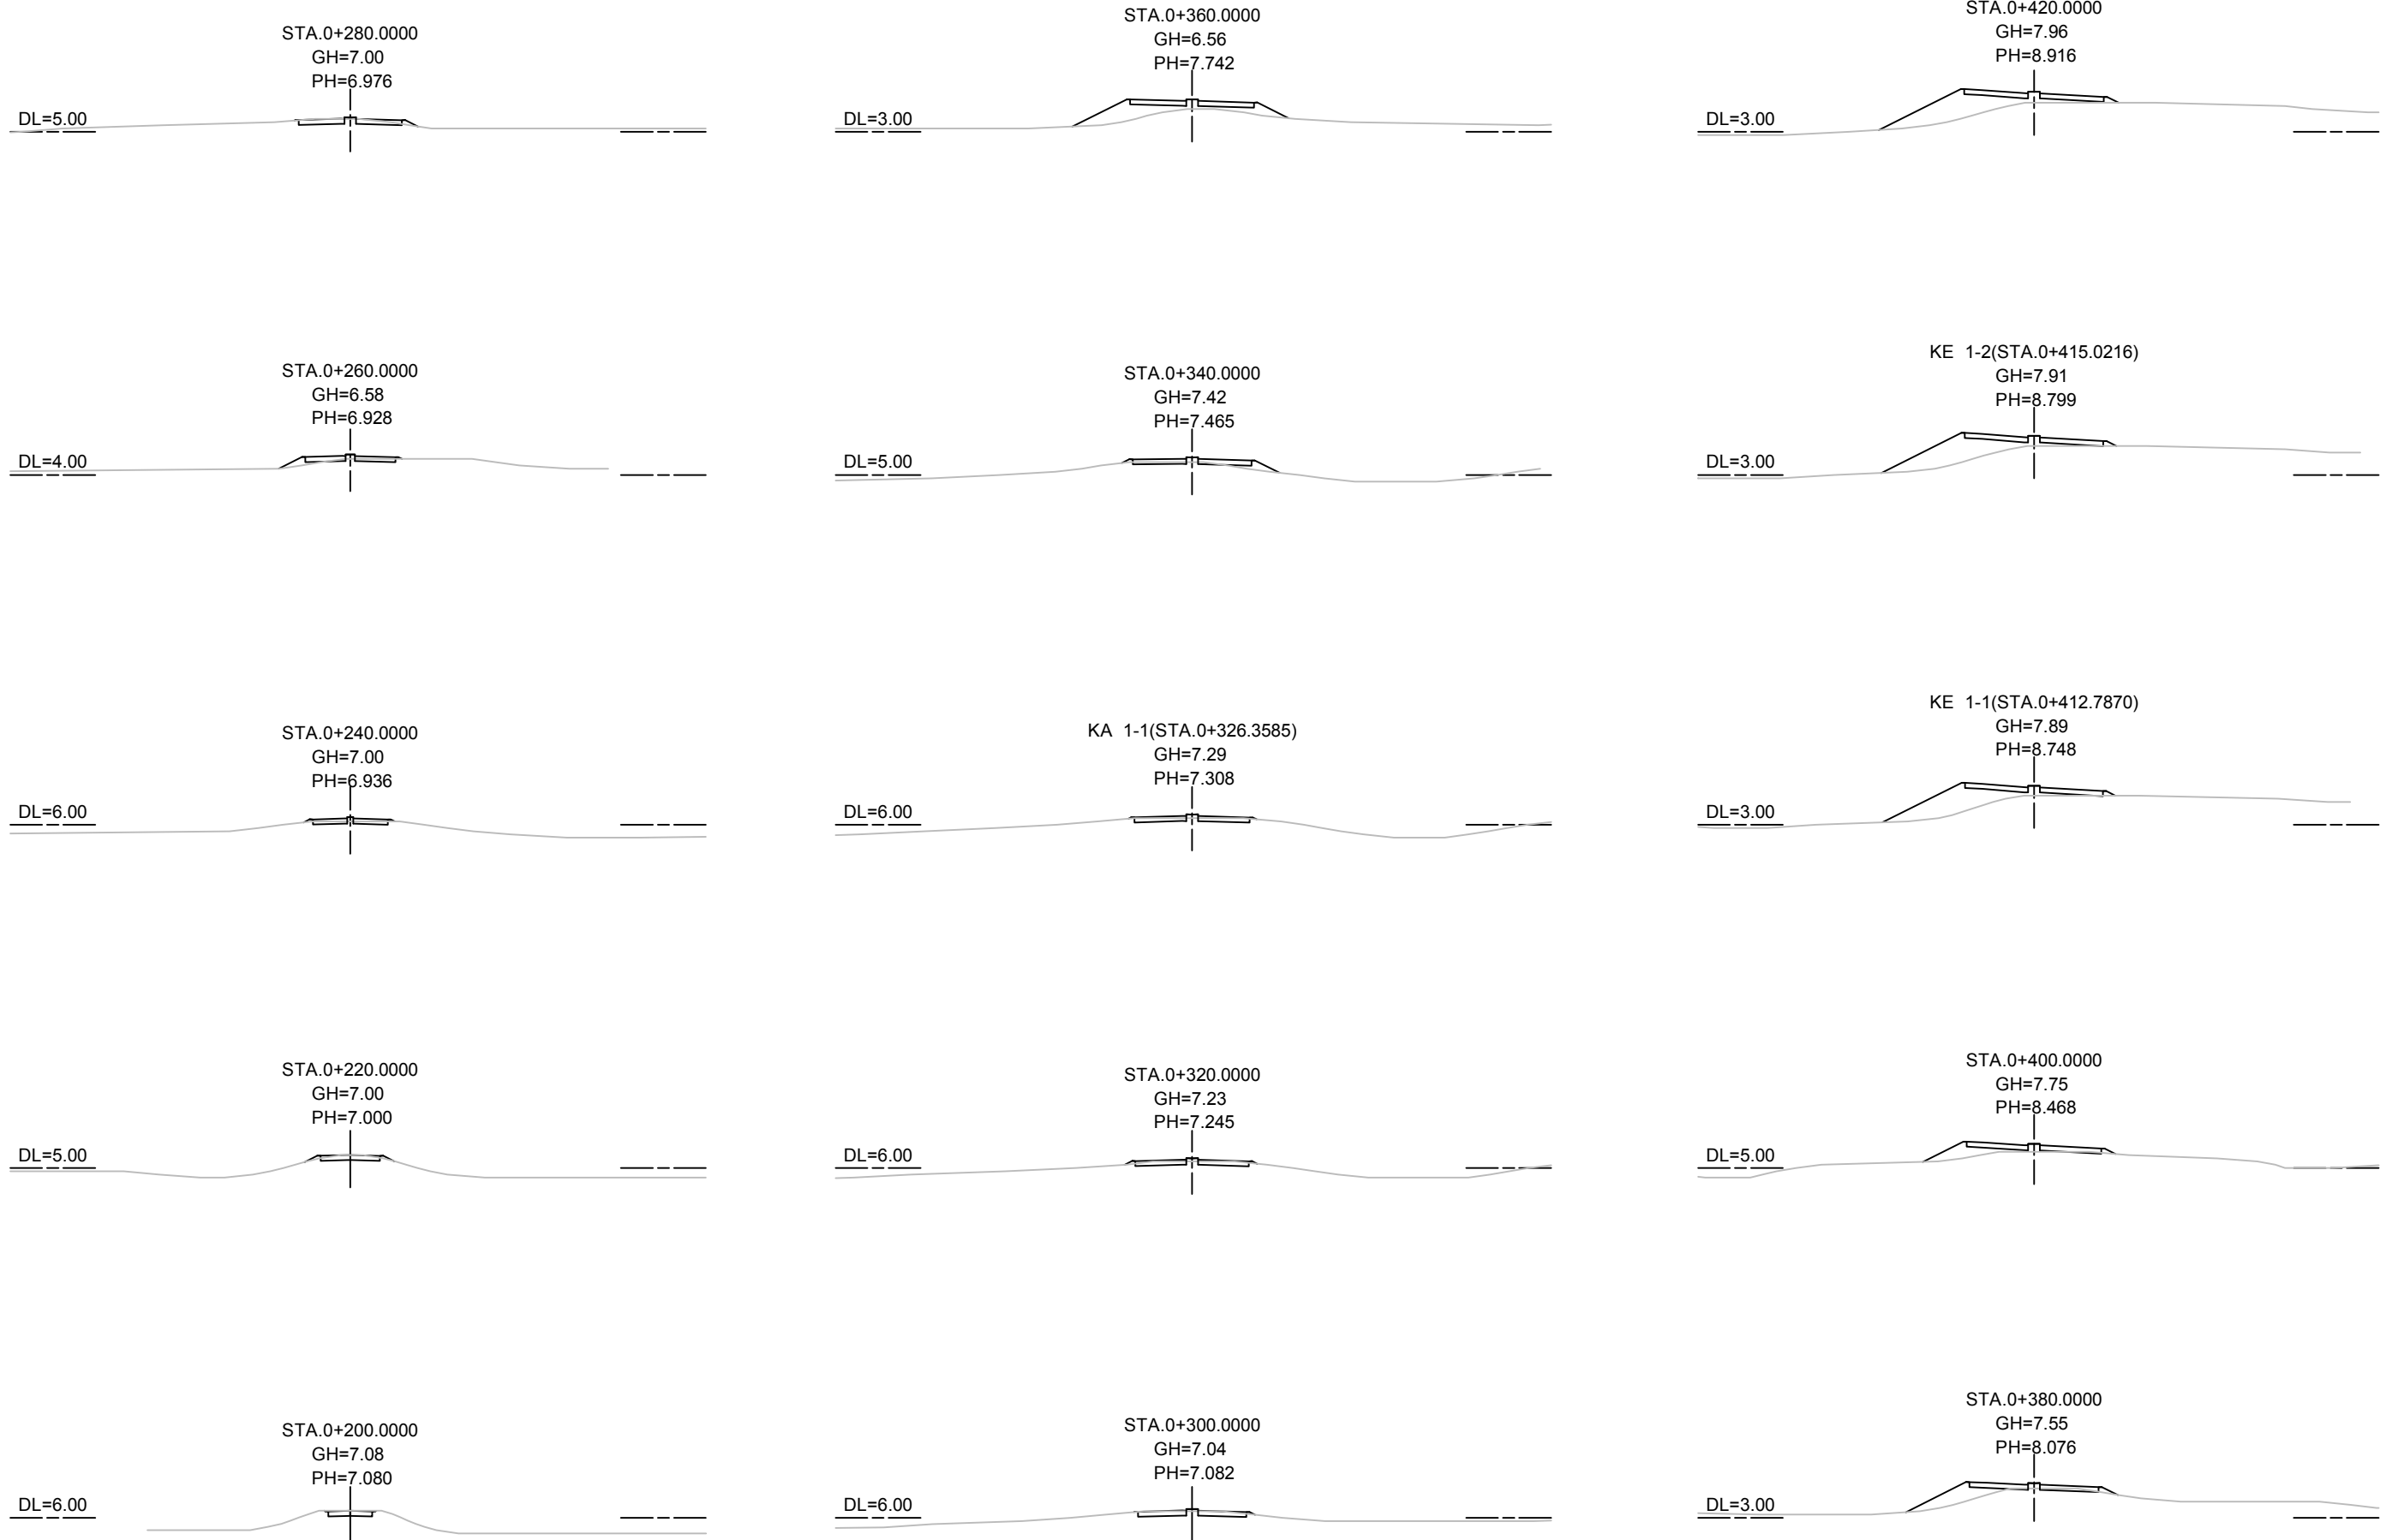 STA.0+280.0000
GH=7.00
PH=6.976
DL=5.00
STA.0+360.0000
GH=6.56
PH=7.742
DL=3.00
STA.0+420.0000
GH=7.96
PH=8.916
DL=3.00
STA.0+260.0000
GH=6.58
PH=6.928
DL=4.00
STA.0+340.0000
GH=7.42
PH=7.465
DL=5.00
KE 1-2(STA.0+415.0216)
GH=7.91
PH=8.799
DL=3.00
STA.0+240.0000
GH=7.00
PH=6.936
DL=6.00
KA 1-1(STA.0+326.3585)
GH=7.29
PH=7.308
DL=6.00
KE 1-1(STA.0+412.7870)
GH=7.89
PH=8.748
DL=3.00
STA.0+220.0000
GH=7.00
PH=7.000
DL=5.00
STA.0+320.0000
GH=7.23
PH=7.245
DL=6.00
STA.0+400.0000
GH=7.75
PH=8.468
DL=5.00
STA.0+200.0000
GH=7.08
PH=7.080
DL=6.00
STA.0+300.0000
GH=7.04
PH=7.082
DL=6.00
STA.0+380.0000
GH=7.55
PH=8.076
DL=3.00